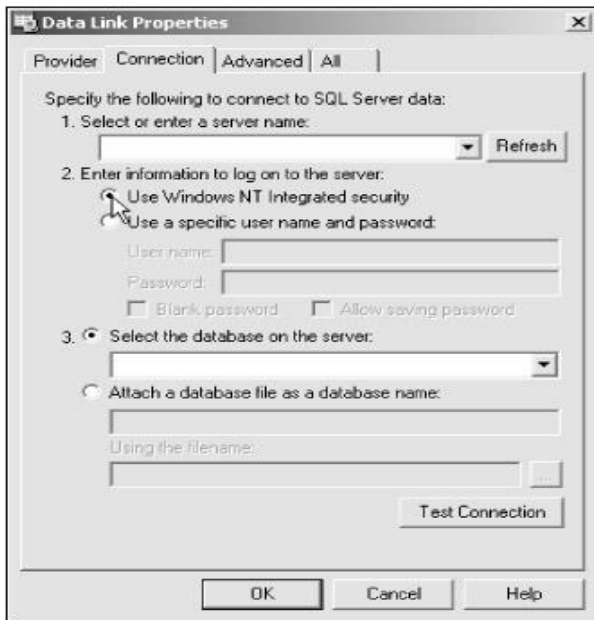 Data Link Properties
Provider Connection Advanced All
Specify the following to connect to SQL Server data:
1. Select or enter a server name:
Refresh
2. Enter information to log on to the server:
Use Windows NT Integrated security
Use a specific user name and password:
User name:
Password:
Blank password Allow saving password
3. Select the database on the server:
Attach a database file as a database name:
Using the filename:
...
Test Connection
OK Cancel Help